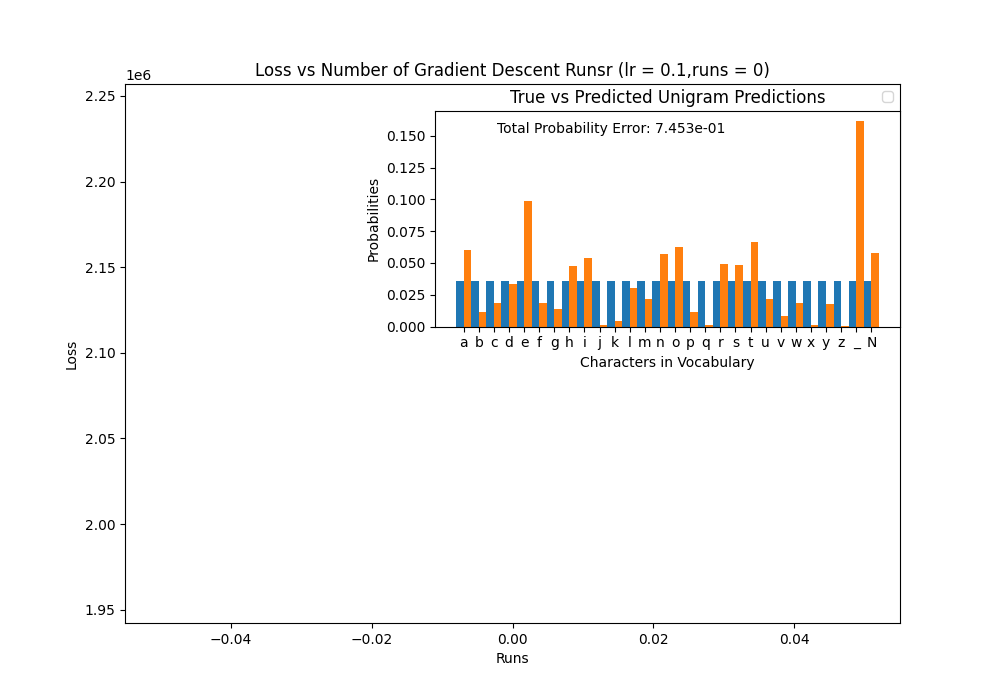 Loss vs Number of Gradient Descent Runsr (lr = 0.1,runs = 0)
1e6
2.25
2.20
2.15
2.10
2.05
2.00
1.95
Loss
−0.04 −0.02 0.00 0.02 0.04
Runs
True vs Predicted Unigram Predictions
Total Probability Error: 7.453e-01
0.150
0.125
0.100
0.075
0.050
0.025
0.000
Probabilities
a b c d e f g h i j k l m n o p q r s t u v w x y z _ N
Characters in Vocabulary